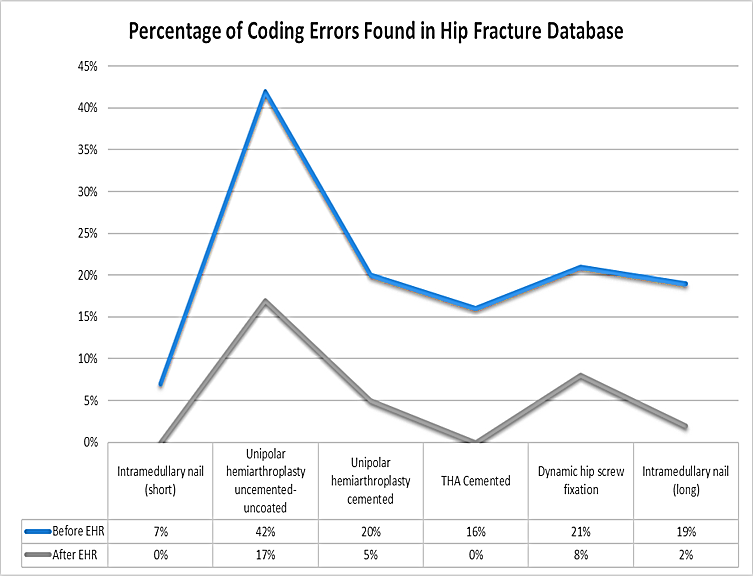 Percentage of Coding Errors Found in Hip Fracture Database
45%
40%
35%
30%
25%
20%
15%
10%
5%
0%
Intramedullary nail
(short)
Unipolar
hemiarthroplasty
uncemented-
uncoated
Unipolar
hemiarthroplasty
cemented
THA Cemented
Dynamic hip screw
fixation
Intramedullary nail
(long)
Before EHR 7% 42% 20% 16% 21% 19%
After EHR 0% 17% 5% 0% 8% 2%